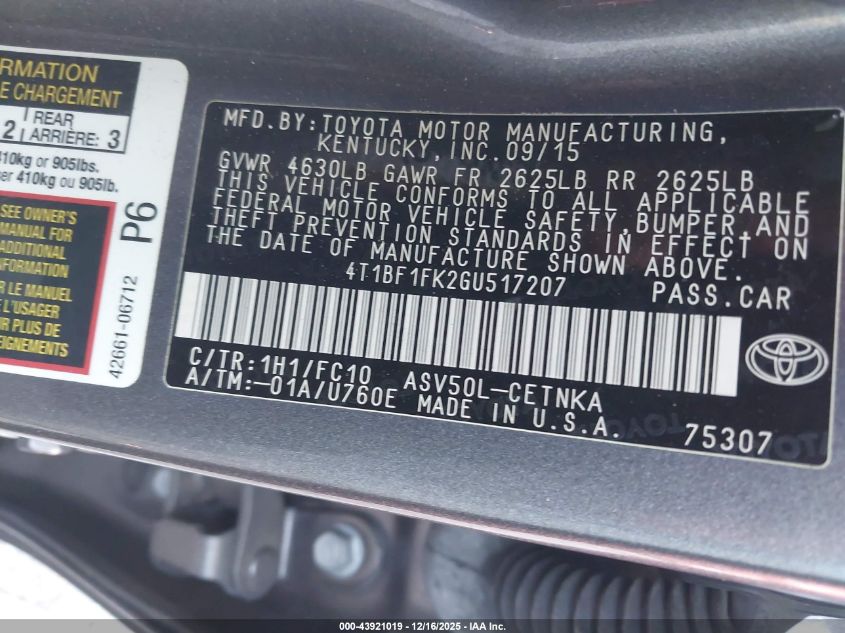 RMATION
E CHARGEMENT
2 REAR ARRIÈRE: 3
410kg or 905lbs.
er 410kg ou 905lb.
SEE OWNER'S
MANUAL FOR
ADDITIONAL
NFORMATION
R LE MANUEL
E L'USAGER
R PLUS DE
EIGNEMENTS
P6
42661-06712
MFD.BY:TOYOTA MOTOR MANUFACTURING,
KENTUCKY,INC.09/15
GVWR 4630LB GAWR FR 2625LB RR 2625LB
THIS VEHICLE CONFORMS TO ALL APPLICABLE
FEDERAL MOTOR VEHICLE SAFETY,BUMPER,AND
THEFT PREVENTION STANDARDS IN EFFECT ON
THE DATE OF MANUFACTURE SHOWN ABOVE.
4T1BF1FK2GU517207 PASS.CAR
C/TR:1H1/FC10 ASV50L-CETNKA
A/TM:-01A/U760E MADE IN U.S.A.
75307
000-43921019 - 12/16/2025 - IAA Inc.